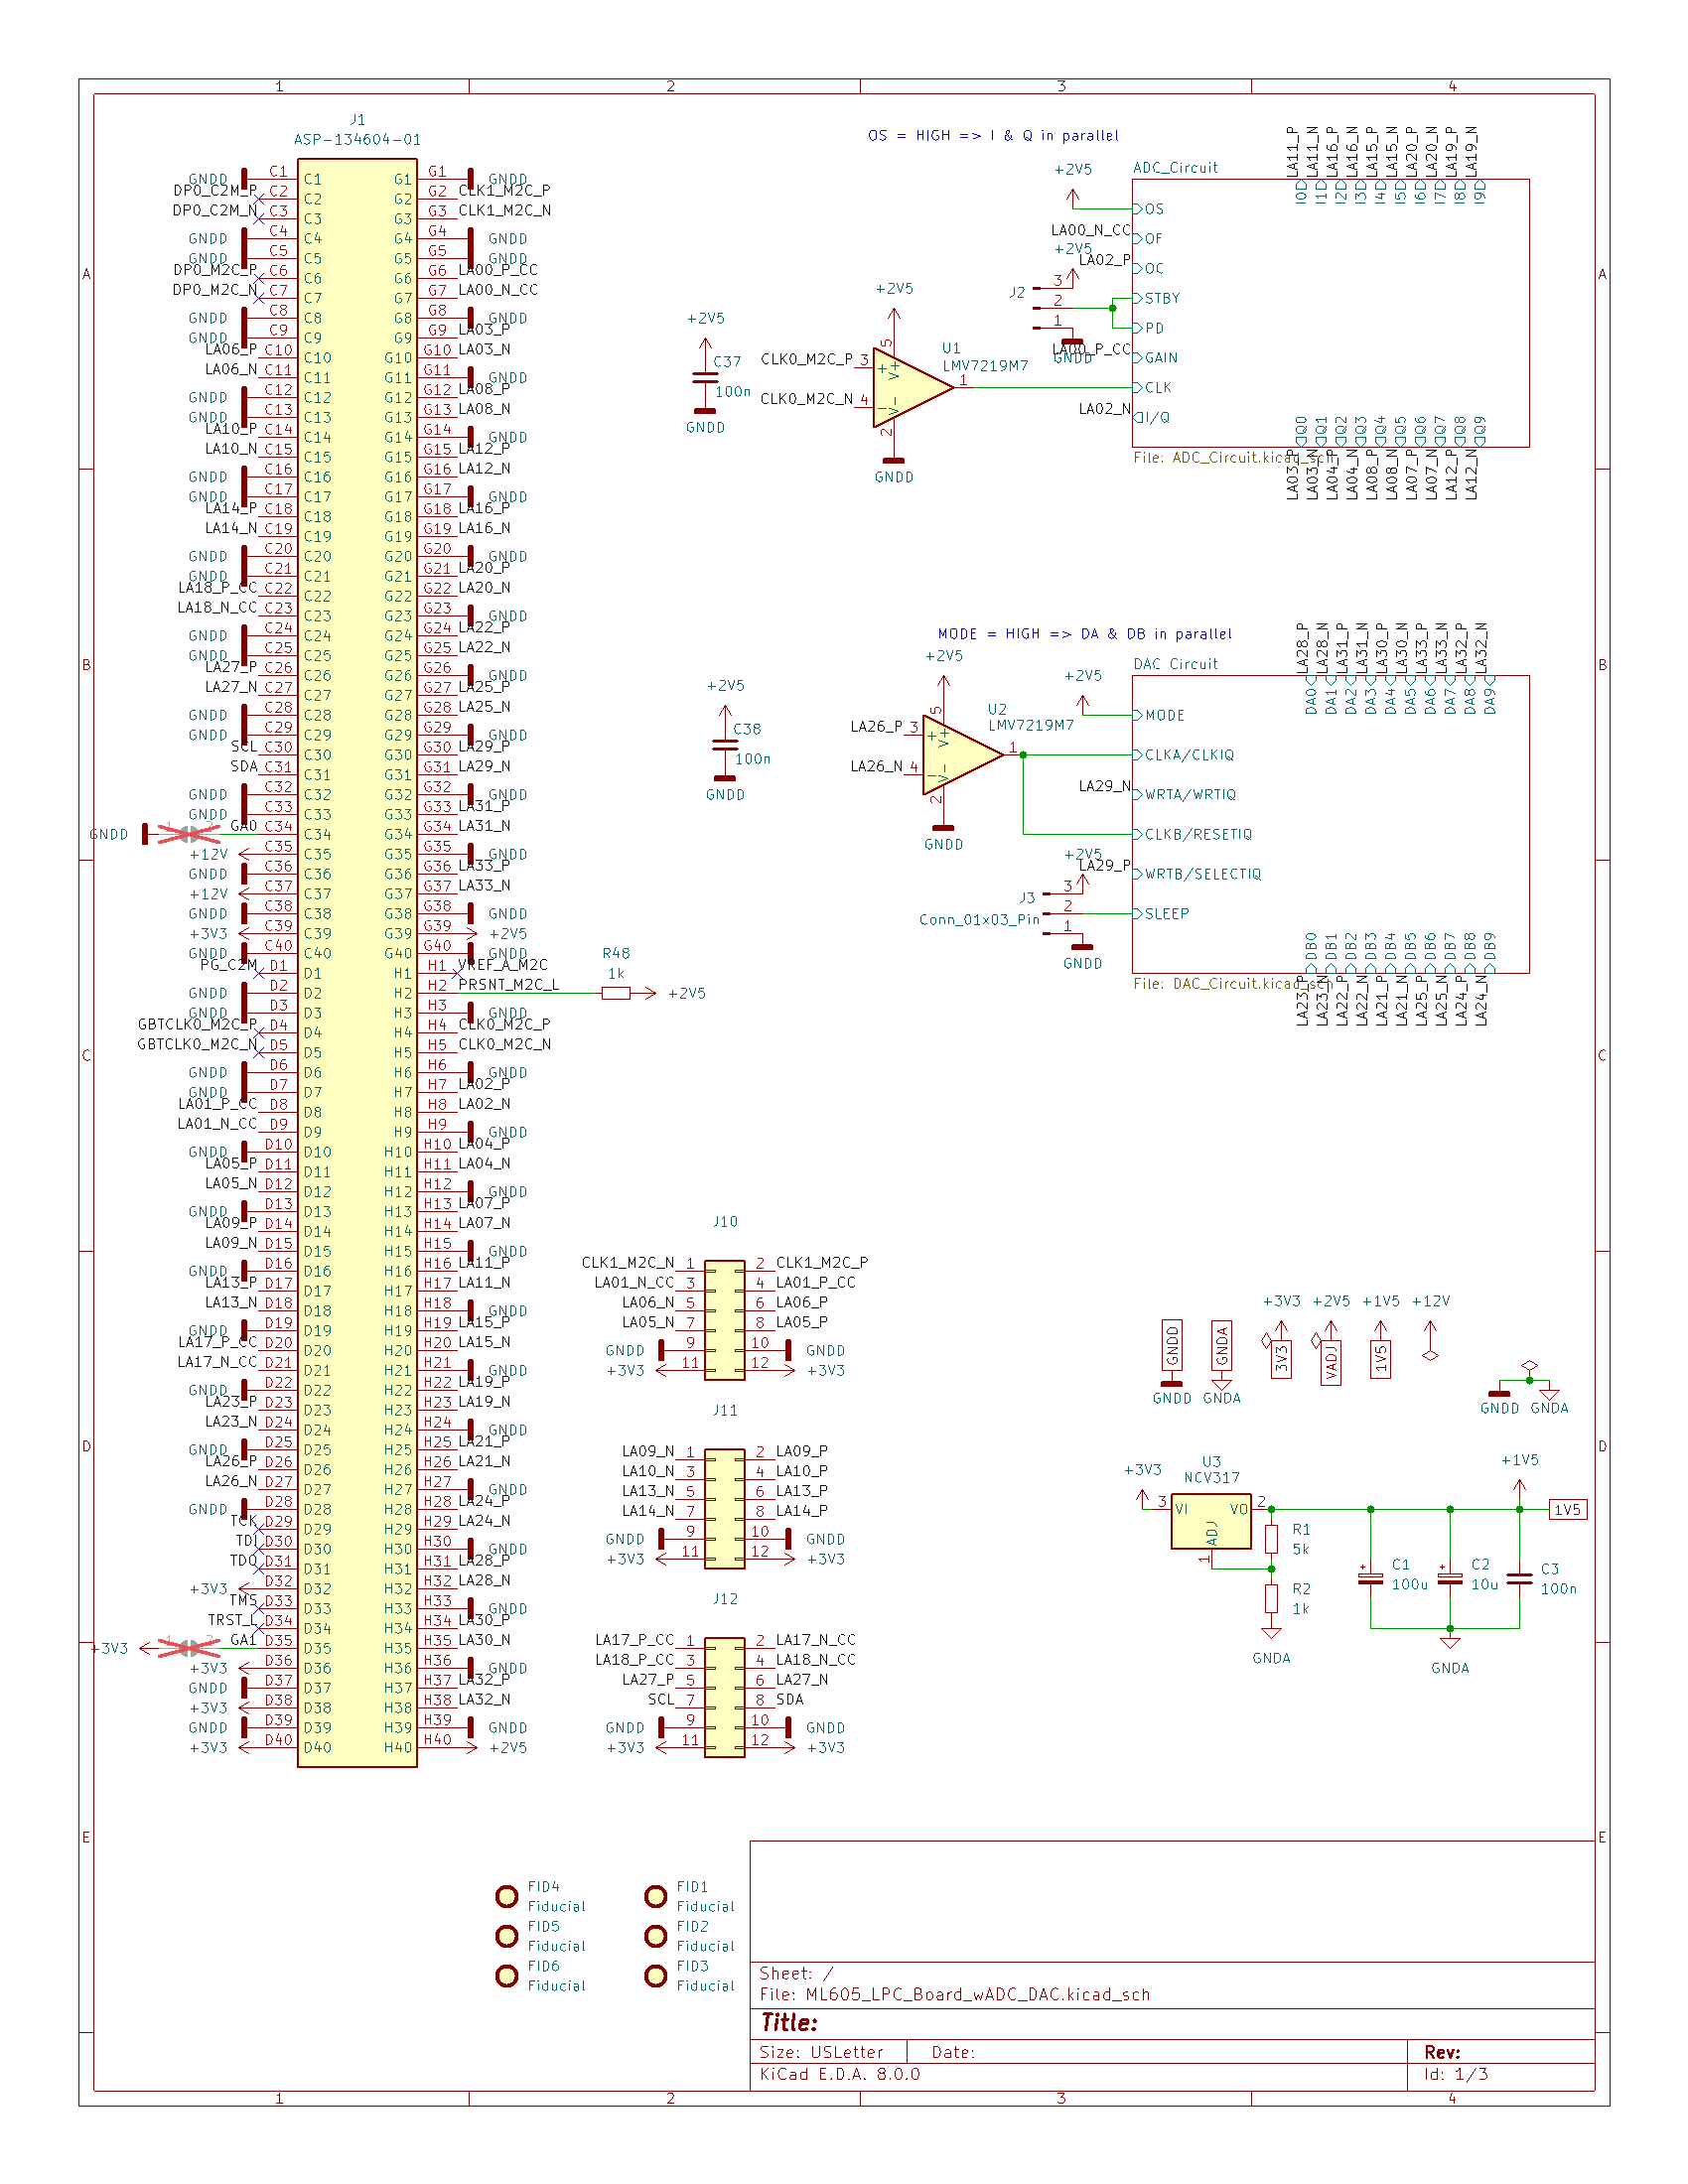 1 2 3 4
A A
B B
C C
D D
E E
1 2 3 4
J1
ASP-134604-01
GNDD C1 C1 G1 G1 GNDD
DP0_C2M_P C2 C2 G2 G2 CLK1_M2C_P
DP0_C2M_N C3 C3 G3 G3 CLK1_M2C_N
GNDD C4 C4 G4 G4 GNDD
GNDD C5 C5 G5 G5 GNDD
DP0_M2C_P C6 C6 G6 G6 LA00_P_CC
DP0_M2C_N C7 C7 G7 G7 LA00_N_CC
GNDD C8 C8 G8 G8 GNDD
GNDD C9 C9 G9 G9 LA03_P
LA06_P C10 C10 G10 G10 LA03_N
LA06_N C11 C11 G11 G11 GNDD
GNDD C12 C12 G12 G12 LA08_P
GNDD C13 C13 G13 G13 LA08_N
LA10_P C14 C14 G14 G14 GNDD
LA10_N C15 C15 G15 G15 LA12_P
GNDD C16 C16 G16 G16 LA12_N
GNDD C17 C17 G17 G17 GNDD
LA14_P C18 C18 G18 G18 LA16_P
LA14_N C19 C19 G19 G19 LA16_N
GNDD C20 C20 G20 G20 GNDD
GNDD C21 C21 G21 G21 LA20_P
LA18_P_CC C22 C22 G22 G22 LA20_N
LA18_N_CC C23 C23 G23 G23 GNDD
GNDD C24 C24 G24 G24 LA22_P
GNDD C25 C25 G25 G25 LA22_N
LA27_P C26 C26 G26 G26 GNDD
LA27_N C27 C27 G27 G27 LA25_P
GNDD C28 C28 G28 G28 LA25_N
GNDD C29 C29 G29 G29 GNDD
SCL C30 C30 G30 G30 LA29_P
SDA C31 C31 G31 G31 LA29_N
GNDD C32 C32 G32 G32 GNDD
GNDD C33 C33 G33 G33 LA31_P
GNDD 1 2 GA0 C34 C34 G34 G34 LA31_N
+12V C35 C35 G35 G35 GNDD
GNDD C36 C36 G36 G36 LA33_P
+12V C37 C37 G37 G37 LA33_N
GNDD C38 C38 G38 G38 GNDD
+3V3 C39 C39 G39 G39 +2V5
GNDD C40 C40 G40 G40 GNDD
PG_C2M D1 D1 H1 H1 VREF_A_M2C
GNDD D2 D2 H2 H2 PRSNT_M2C_L
GNDD D3 D3 H3 H3 GNDD
GBTCLK0_M2C_P D4 D4 H4 H4 CLK0_M2C_P
GBTCLK0_M2C_N D5 D5 H5 H5 CLK0_M2C_N
GNDD D6 D6 H6 H6 GNDD
GNDD D7 D7 H7 H7 LA02_P
LA01_P_CC D8 D8 H8 H8 LA02_N
LA01_N_CC D9 D9 H9 H9 GNDD
GNDD D10 D10 H10 H10 LA04_P
LA05_P D11 D11 H11 H11 LA04_N
LA05_N D12 D12 H12 H12 GNDD
GNDD D13 D13 H13 H13 LA07_P
LA09_P D14 D14 H14 H14 LA07_N
LA09_N D15 D15 H15 H15 GNDD
GNDD D16 D16 H16 H16 LA11_P
LA13_P D17 D17 H17 H17 LA11_N
LA13_N D18 D18 H18 H18 GNDD
GNDD D19 D19 H19 H19 LA15_P
LA17_P_CC D20 D20 H20 H20 LA15_N
LA17_N_CC D21 D21 H21 H21 GNDD
GNDD D22 D22 H22 H22 LA19_P
LA23_P D23 D23 H23 H23 LA19_N
LA23_N D24 D24 H24 H24 GNDD
GNDD D25 D25 H25 H25 LA21_P
LA26_P D26 D26 H26 H26 LA21_N
LA26_N D27 D27 H27 H27 GNDD
GNDD D28 D28 H28 H28 LA24_P
TCK D29 D29 H29 H29 LA24_N
TDI D30 D30 H30 H30 GNDD
TDO D31 D31 H31 H31 LA28_P
+3V3 D32 D32 H32 H32 LA28_N
TMS D33 D33 H33 H33 GNDD
TRST_L D34 D34 H34 H34 LA30_P
+3V3 1 2 GA1 D35 D35 H35 H35 LA30_N
+3V3 D36 D36 H36 H36 GNDD
GNDD D37 D37 H37 H37 LA32_P
+3V3 D38 D38 H38 H38 LA32_N
GNDD D39 D39 H39 H39 GNDD
+3V3 D40 D40 H40 H40 +2V5
R48
1k
+2V5
OS = HIGH => I & Q in parallel
+2V5
C37
100n
GNDD
+2V5
CLK0_M2C_P 3
CLK0_M2C_N 4
+ - V+ V- 5 2 1
U1
LMV7219M7
GNDD
ADC_Circuit
LA11_P LA11_N LA16_P LA16_N LA15_P LA15_N LA20_P LA20_N LA19_P LA19_N
I0 I1 I2 I3 I4 I5 I6 I7 I8 I9
+2V5
OS
LA00_N_CC OF
+2V5
LA02_P OC
J2 3 2 1
STBY
PD
GNDD
LA00_P_CC GAIN
CLK
LA02_N I/Q
Q0 Q1 Q2 Q3 Q4 Q5 Q6 Q7 Q8 Q9
File: ADC_Circuit.kicad_sch
LA03_P LA03_N LA04_P LA04_N LA08_P LA08_N LA07_P LA07_N LA12_P LA12_N
MODE = HIGH => DA & DB in parallel
+2V5
C38
100n
GNDD
+2V5
LA26_P 3
LA26_N 4
+ - V+ V- 5 2 1
U2
LMV7219M7
GNDD
DAC Circuit
LA28_P LA28_N LA31_P LA31_N LA30_P LA30_N LA33_P LA33_N LA32_P LA32_N
DA0 DA1 DA2 DA3 DA4 DA5 DA6 DA7 DA8 DA9
+2V5
MODE
CLKA/CLKIQ
LA29_N WRTA/WRTIQ
CLKB/RESETIQ
+2V5
LA29_P WRTB/SELECTIQ
J3
Conn_01x03_Pin
3 2 1
SLEEP
GNDD
DB0 DB1 DB2 DB3 DB4 DB5 DB6 DB7 DB8 DB9
File: DAC_Circuit.kicad_sch
LA23_P LA23_N LA22_P LA22_N LA21_P LA21_N LA25_P LA25_N LA24_P LA24_N
J10
CLK1_M2C_N 1 2 CLK1_M2C_P
LA01_N_CC 3 4 LA01_P_CC
LA06_N 5 6 LA06_P
LA05_N 7 8 LA05_P
GNDD 9 10 GNDD
+3V3 11 12 +3V3
J11
LA09_N 1 2 LA09_P
LA10_N 3 4 LA10_P
LA13_N 5 6 LA13_P
LA14_N 7 8 LA14_P
GNDD 9 10 GNDD
+3V3 11 12 +3V3
J12
LA17_P_CC 1 2 LA17_N_CC
LA18_P_CC 3 4 LA18_N_CC
LA27_P 5 6 LA27_N
SCL 7 8 SDA
GNDD 9 10 GNDD
+3V3 11 12 +3V3
+3V3 +2V5 +1V5 +12V
GNDD GNDA 3V3 VADJ 1V5
GNDD GNDA
GNDD GNDA
+3V3
U3
NCV317
3 VI VO 2
ADJ
1
R1
5k
R2
1k
GNDA
C1
100u
C2
10u
C3
100n
+1V5
1V5
GNDA
FID4
Fiducial
FID5
Fiducial
FID6
Fiducial
FID1
Fiducial
FID2
Fiducial
FID3
Fiducial
Sheet: /
File: ML605_LPC_Board_wADC_DAC.kicad_sch
Title:
Size: USLetter Date: Rev:
KiCad E.D.A. 8.0.0 Id: 1/3